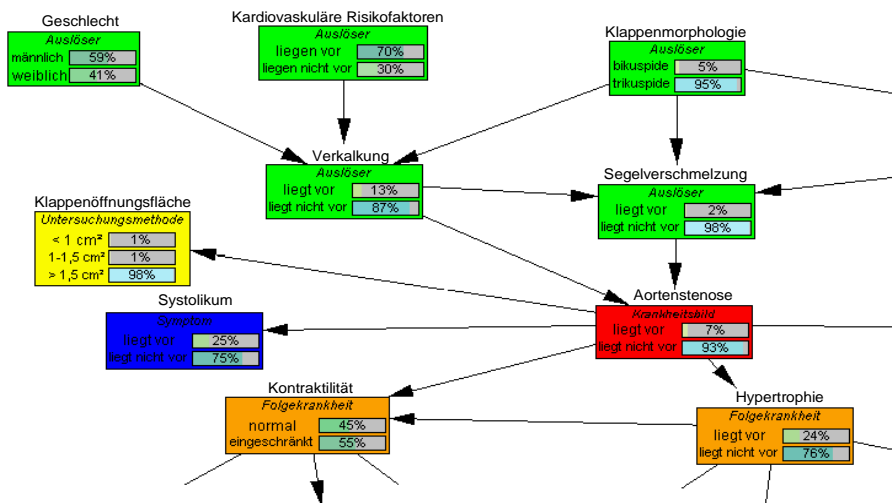 Geschlecht
Auslöser
männlich 59%
weiblich 41%
Kardiovaskuläre Risikofaktoren
Auslöser
liegen vor 70%
liegen nicht vor 30%
Klappenmorphologie
Auslöser
bikuspide 5%
trikuspide 95%
Verkalkung
Auslöser
liegt vor 13%
liegt nicht vor 87%
Segelverschmelzung
Auslöser
liegt vor 2%
liegt nicht vor 98%
Klappenöffnungsfläche
Untersuchungsmethode
< 1 cm² 1%
1-1,5 cm² 1%
> 1,5 cm² 98%
Systolikum
Symptom
liegt vor 25%
liegt nicht vor 75%
Aortenstenose
Krankheitsbild
liegt vor 7%
liegt nicht vor 93%
Kontraktilität
Folgekrankheit
normal 45%
eingeschränkt 55%
Hypertrophie
Folgekrankheit
liegt vor 24%
liegt nicht vor 76%